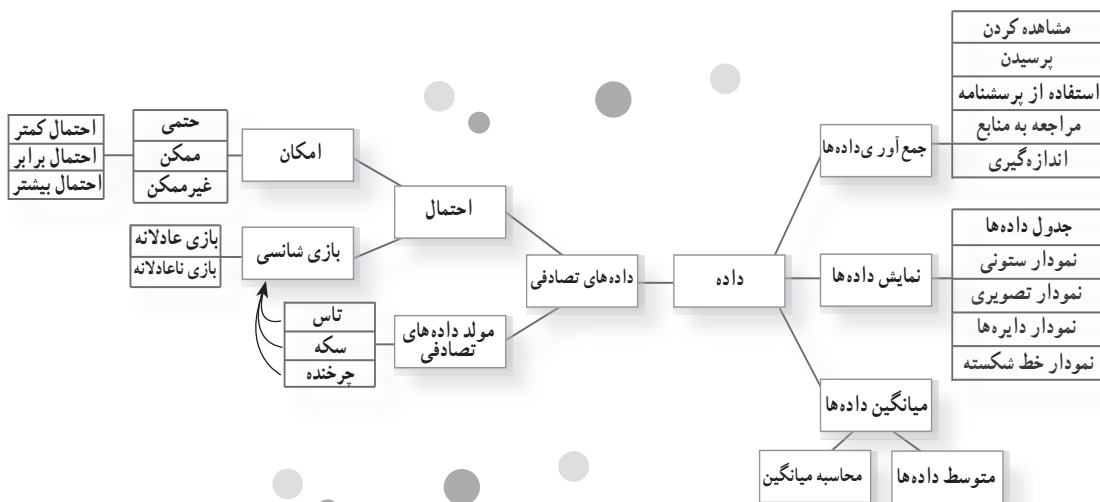 مشاهده کردن
پرسیدن
استفاده از پرسشنامه
مراجعه به منابع
اندازه‌گیری
جمع آور ی‌داده‌ها
جدول داده‌ها
نمودار ستونی
نمودار تصویری
نمودار دایره‌ها
نمودار خط شکسته
نمایش داده‌ها
میانگین داده‌ها
متوسط داده‌ها
محاسبه میانگین
داده
داده‌های تصادفی
احتمال
امکان
حتمی
ممکن
غیرممکن
احتمال کمتر
احتمال برابر
احتمال بیشتر
بازی شانسی
بازی عادلانه
بازی ناعادلانه
مولد داده‌های
تصادفی
تاس
سکه
چرخنده